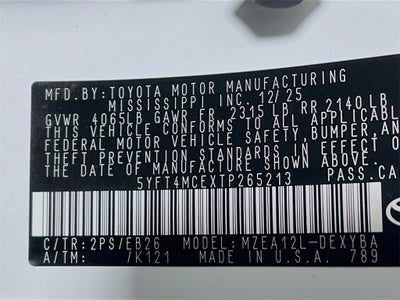 MFD.BY:TOYOTA MOTOR MANUFACTURING
MISSISSIPPI INC. 12/25
GVWR 4065LB GAWR FR 2315 LB RR 2140 LB
THIS VEHICLE CONFORMS TO ALL APPLICABLE
FEDERAL MOTOR VEHICLE SAFETY, BUMPER, AND
THEFT PREVENTION STANDARDS IN EFFECT O
THE DATE OF MANUFACTURE SHOWN ABOVE.
5YFT4MCEXTP265213 PASS.CA
C/TR:2PS/EB26 MODEL:MZEA12L-DEXYBA
A/TM: /K121 MADE IN U.S.A. 789